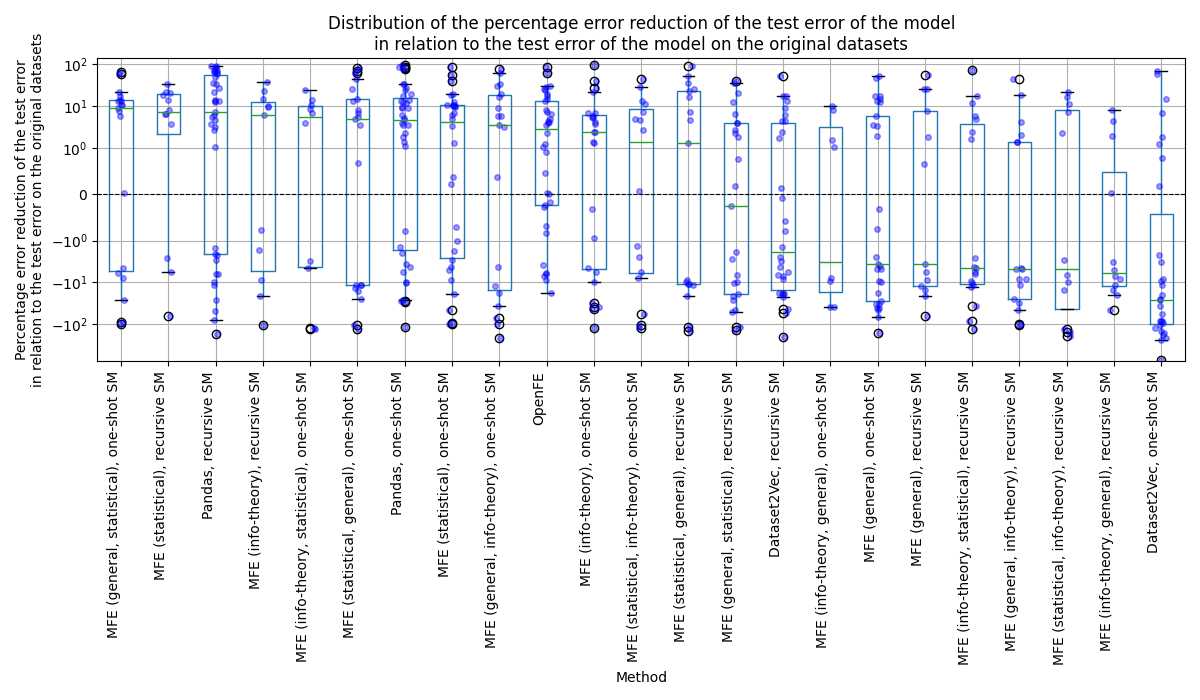 Distribution of the percentage error reduction of the test error of the model
in relation to the test error of the model on the original datasets
Percentage error reduction of the test error
in relation to the test error on the original datasets
10²
10¹
10⁰
0
−10⁰
−10¹
−10²
MFE (general, statistical), one-shot SM
MFE (statistical), recursive SM
Pandas, recursive SM
MFE (info-theory), recursive SM
MFE (info-theory, statistical), one-shot SM
MFE (statistical, general), one-shot SM
Pandas, one-shot SM
MFE (statistical), one-shot SM
MFE (general, info-theory), one-shot SM
OpenFE
MFE (info-theory), one-shot SM
MFE (statistical, info-theory), one-shot SM
MFE (statistical, general), recursive SM
MFE (general, statistical), recursive SM
Dataset2Vec, recursive SM
MFE (info-theory, general), one-shot SM
MFE (general), one-shot SM
MFE (general), recursive SM
MFE (info-theory, statistical), recursive SM
MFE (general, info-theory), recursive SM
MFE (statistical, info-theory), recursive SM
MFE (info-theory, general), recursive SM
Dataset2Vec, one-shot SM
Method